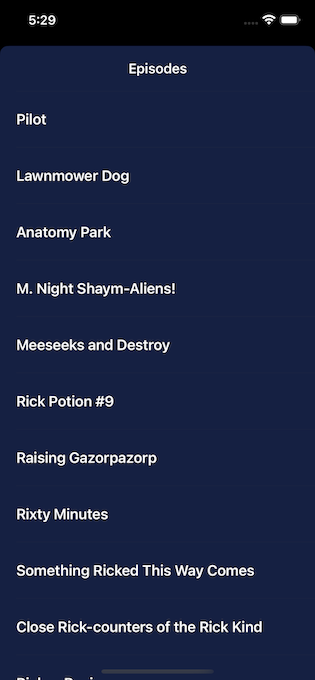 5:29
Episodes
Pilot
Lawnmower Dog
Anatomy Park
M. Night Shaym-Aliens!
Meeseeks and Destroy
Rick Potion #9
Raising Gazorpazorp
Rixty Minutes
Something Ricked This Way Comes
Close Rick-counters of the Rick Kind